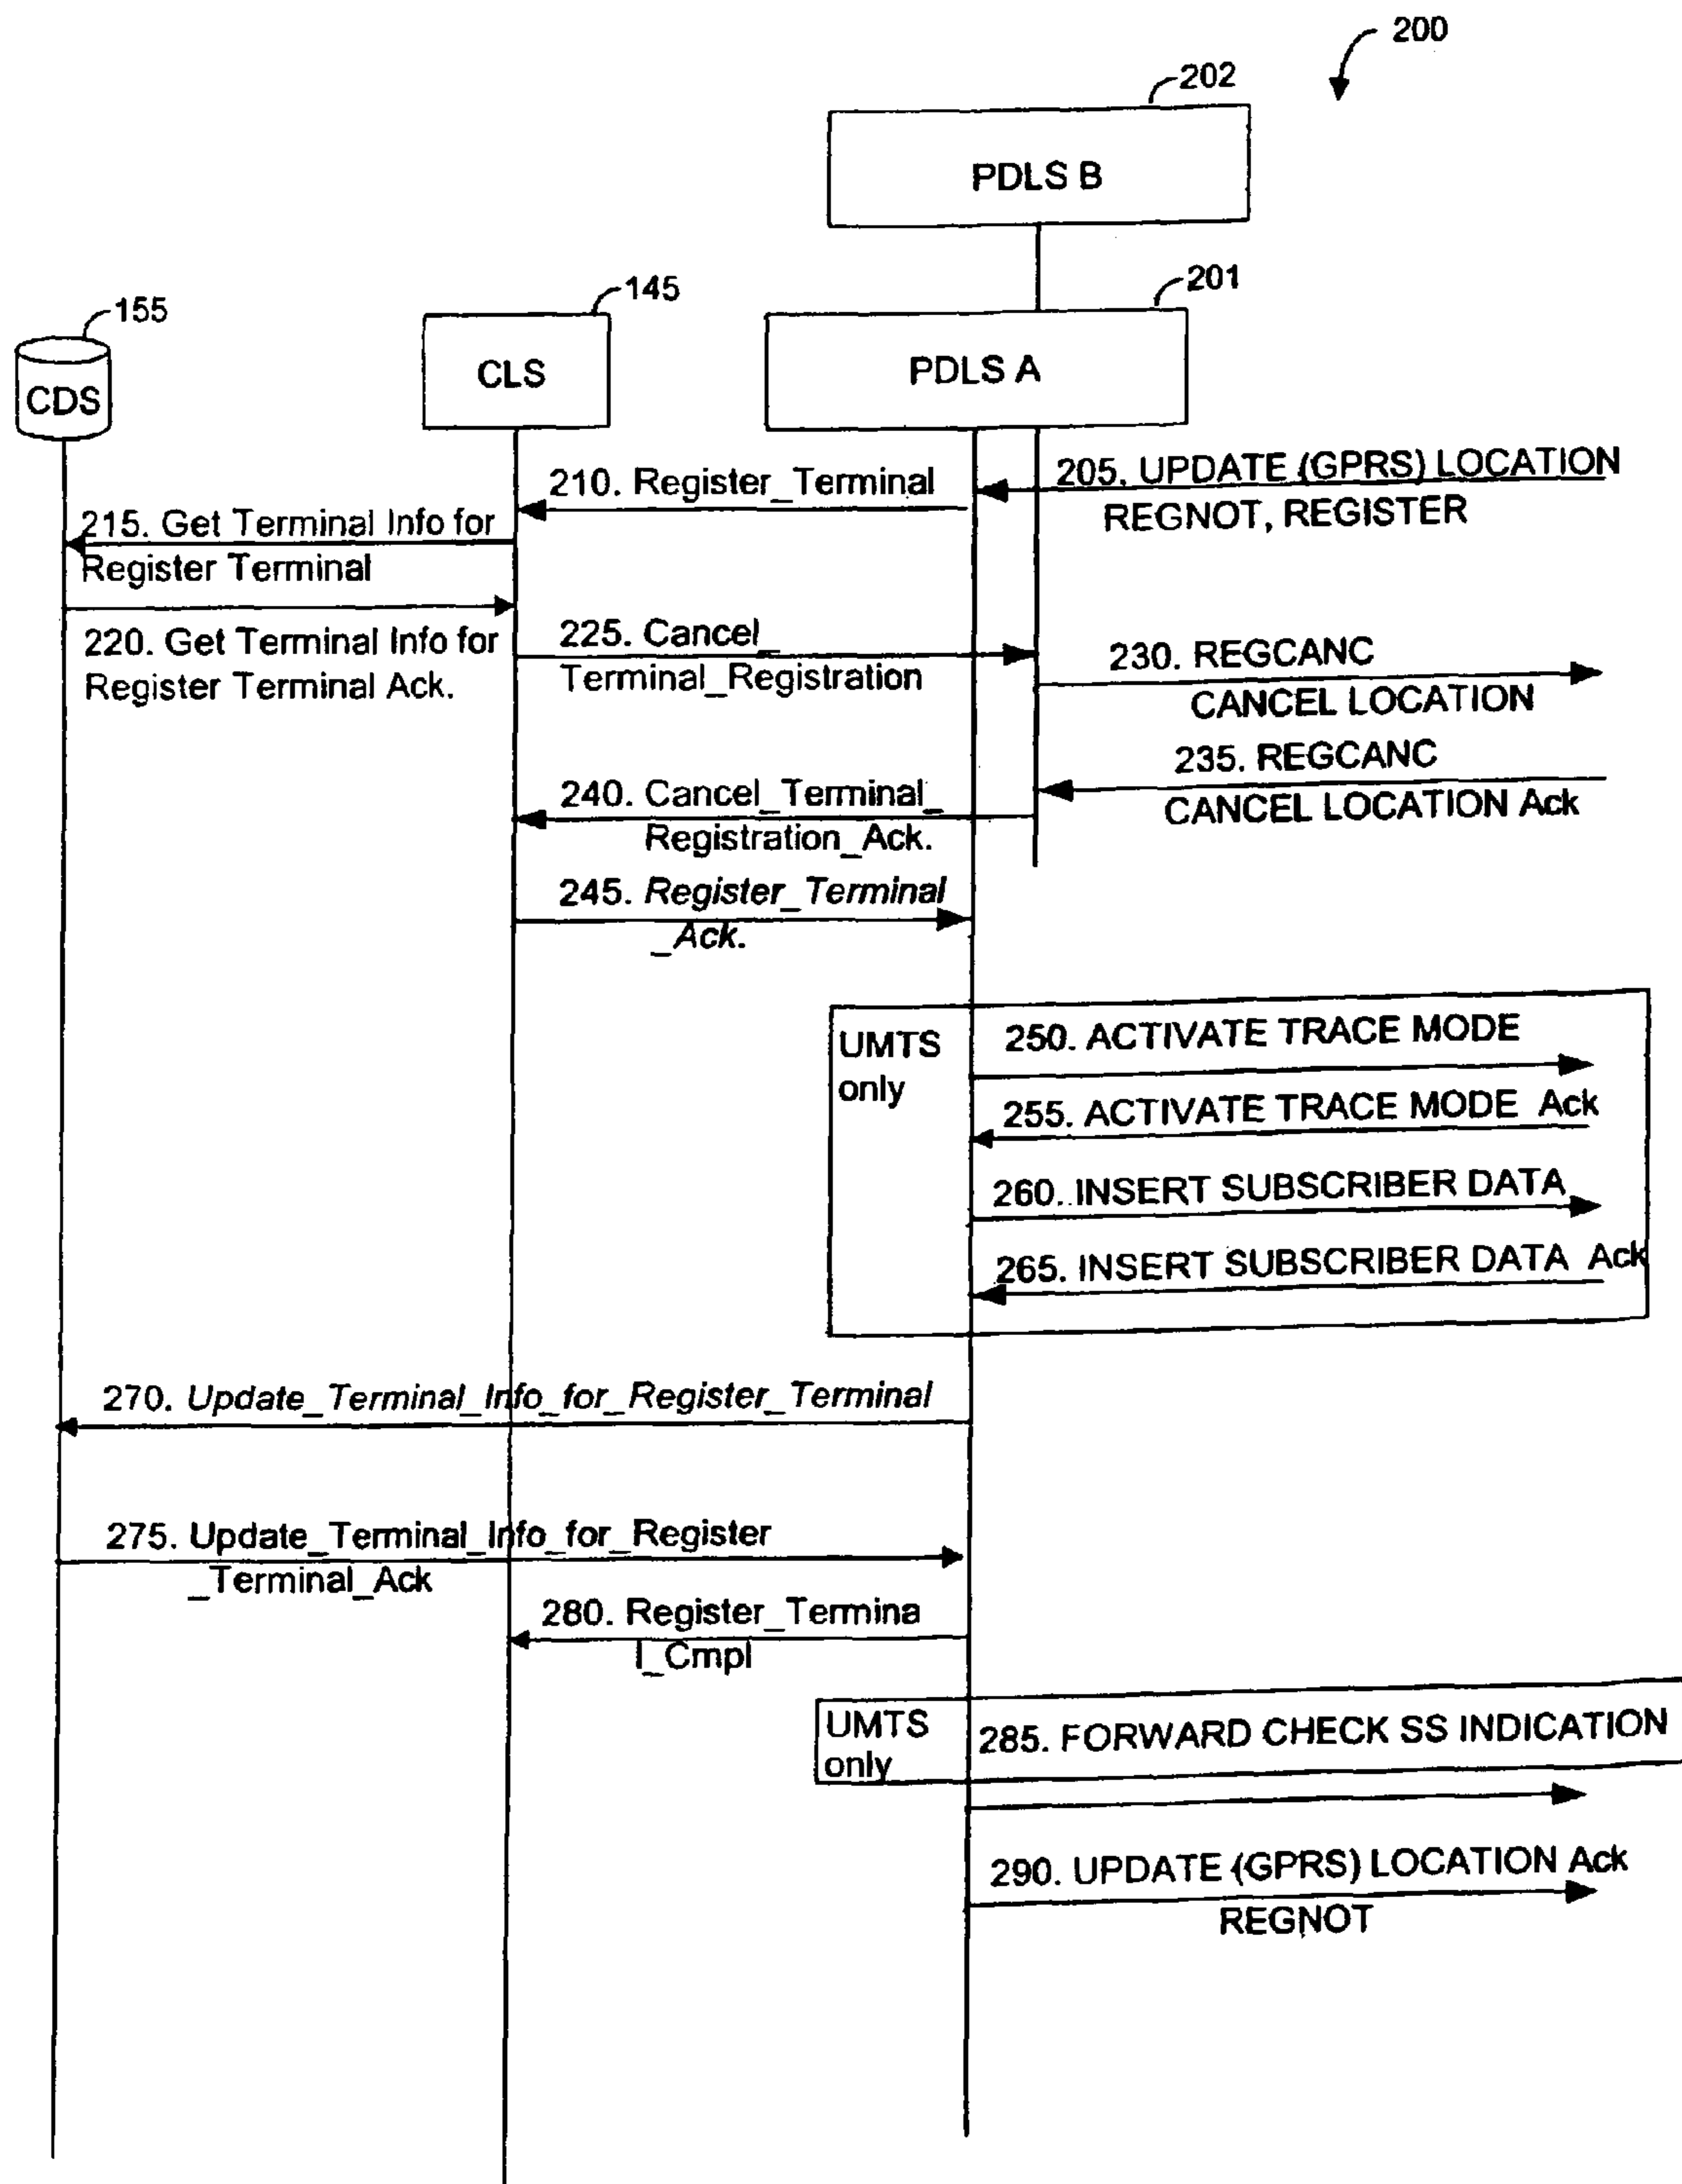 200
202
PDLS B
201
155
145
CDS
CLS
PDLS A
205. UPDATE (GPRS) LOCATION
REGNOT, REGISTER
210. Register_Terminal
215. Get Terminal Info for
Register Terminal
220. Get Terminal Info for
Register Terminal Ack.
225. Cancel_
Terminal_Registration
230. REGCANC
CANCEL LOCATION
235. REGCANC
CANCEL LOCATION Ack
240. Cancel_Terminal_
Registration_Ack.
245. Register_Terminal
_Ack.
UMTS
only
250. ACTIVATE TRACE MODE
255. ACTIVATE TRACE MODE Ack
260. INSERT SUBSCRIBER DATA
265. INSERT SUBSCRIBER DATA Ack
270. Update_Terminal_Info_for_Register_Terminal
275. Update_Terminal_Info_for_Register
_Terminal_Ack
280. Register_Termina
l_Cmpl
UMTS
only
285. FORWARD CHECK SS INDICATION
290. UPDATE (GPRS) LOCATION Ack
REGNOT